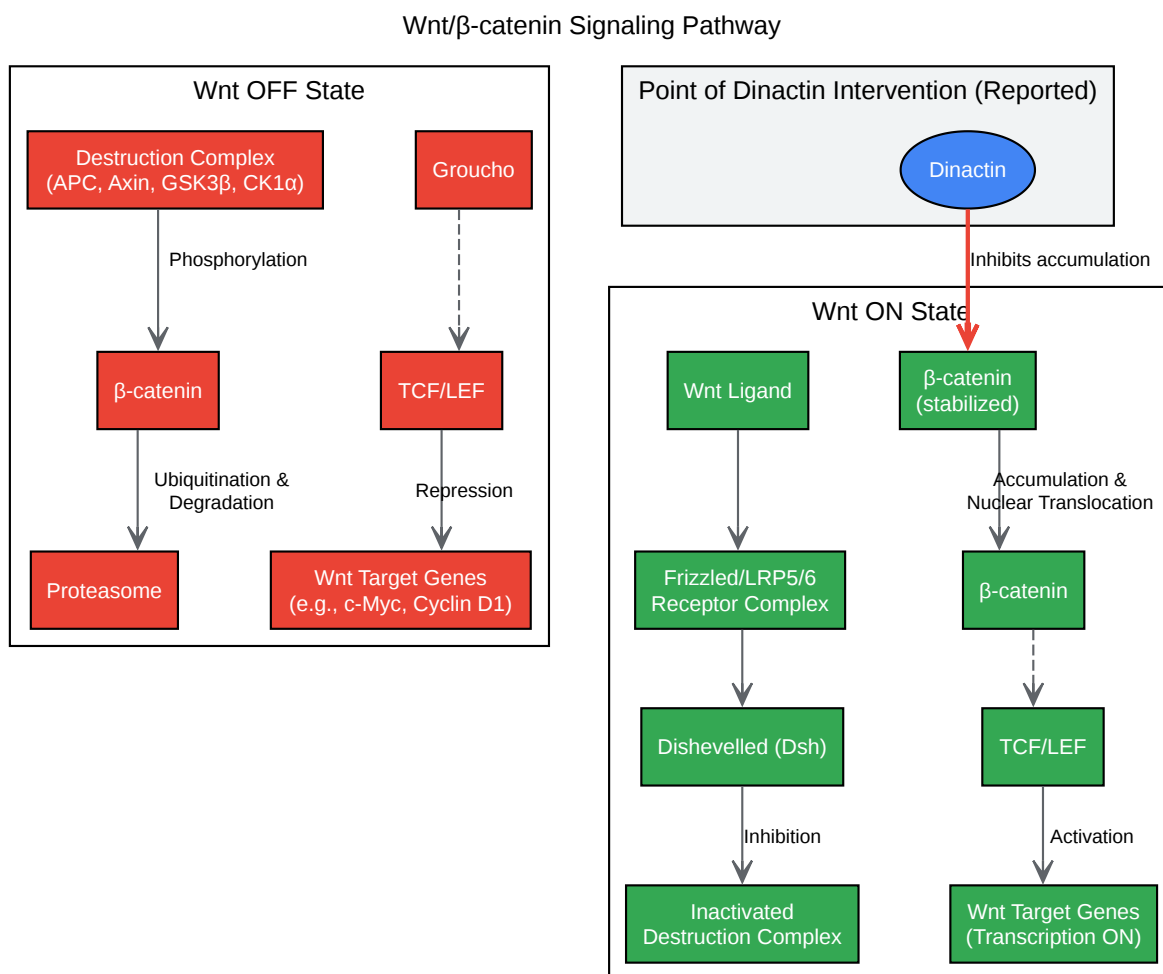 Wnt/β-catenin Signaling Pathway
Wnt OFF State
Destruction Complex
(APC, Axin, GSK3β, CK1α)
Groucho
Phosphorylation
β-catenin
TCF/LEF
Ubiquitination &
Degradation
Repression
Proteasome
Wnt Target Genes
(e.g., c-Myc, Cyclin D1)
Point of Dinactin Intervention (Reported)
Dinactin
Inhibits accumulation
Wnt ON State
Wnt Ligand
β-catenin
(stabilized)
Accumulation &
Nuclear Translocation
Frizzled/LRP5/6
Receptor Complex
β-catenin
Dishevelled (Dsh)
TCF/LEF
Inhibition
Activation
Inactivated
Destruction Complex
Wnt Target Genes
(Transcription ON)